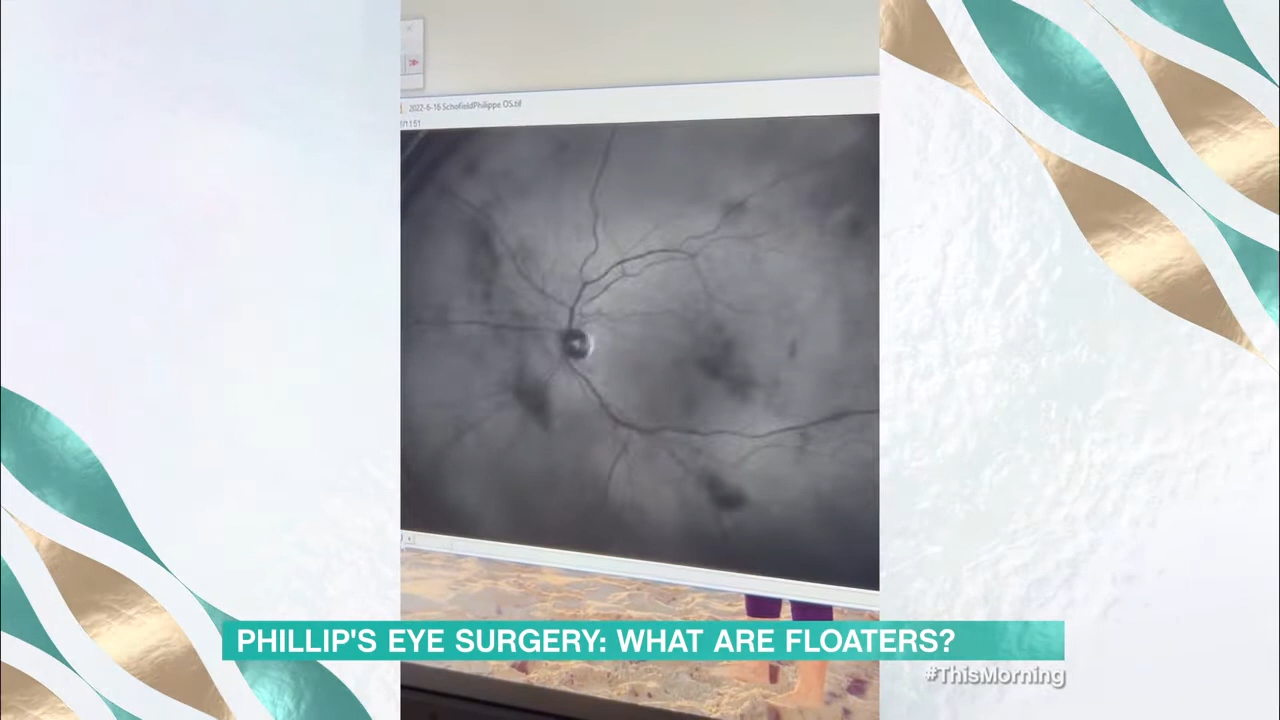 2022-6-16 SchofieldPhilippe OS.tif
PHILLIP'S EYE SURGERY: WHAT ARE FLOATERS?
#ThisMorning